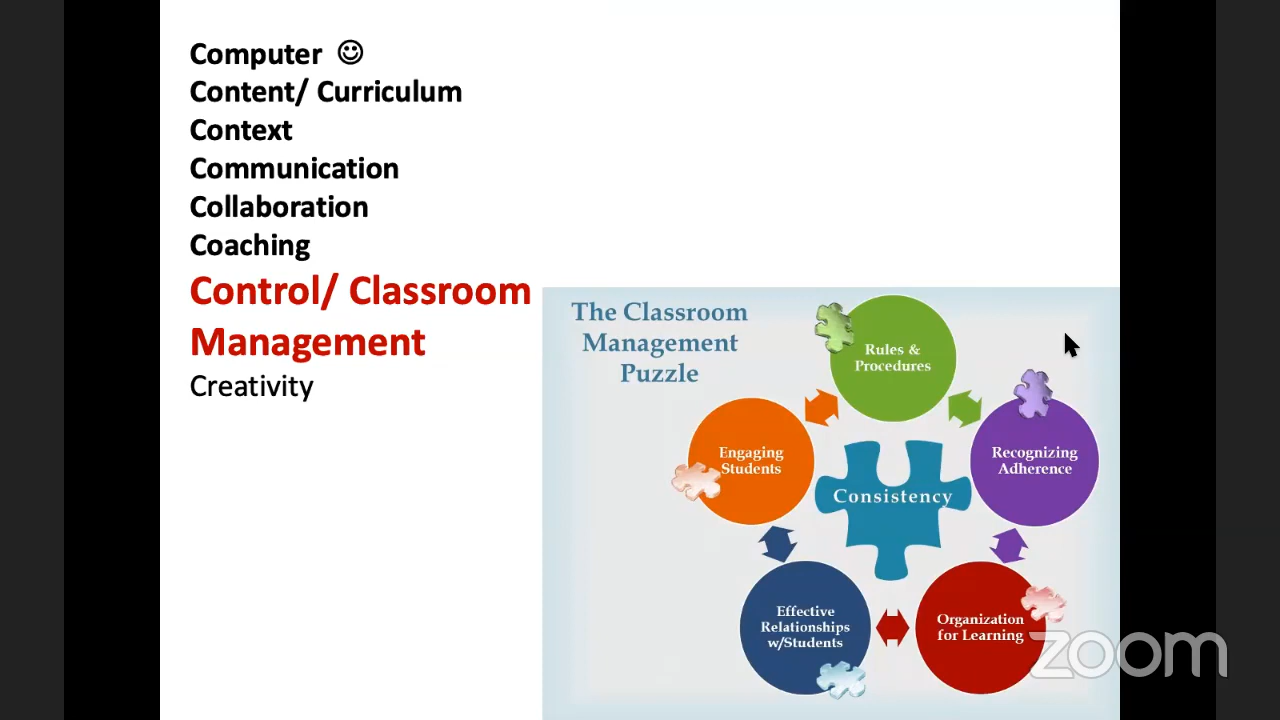 Computer ☺
Content/ Curriculum
Context
Communication
Collaboration
Coaching
Control/ Classroom
Management
Creativity
The Classroom
Management
Puzzle
Rules &
Procedures
Engaging
Students
Recognizing
Adherence
Consistency
Effective
Relationships
w/Students
Organization
for Learning
zoom